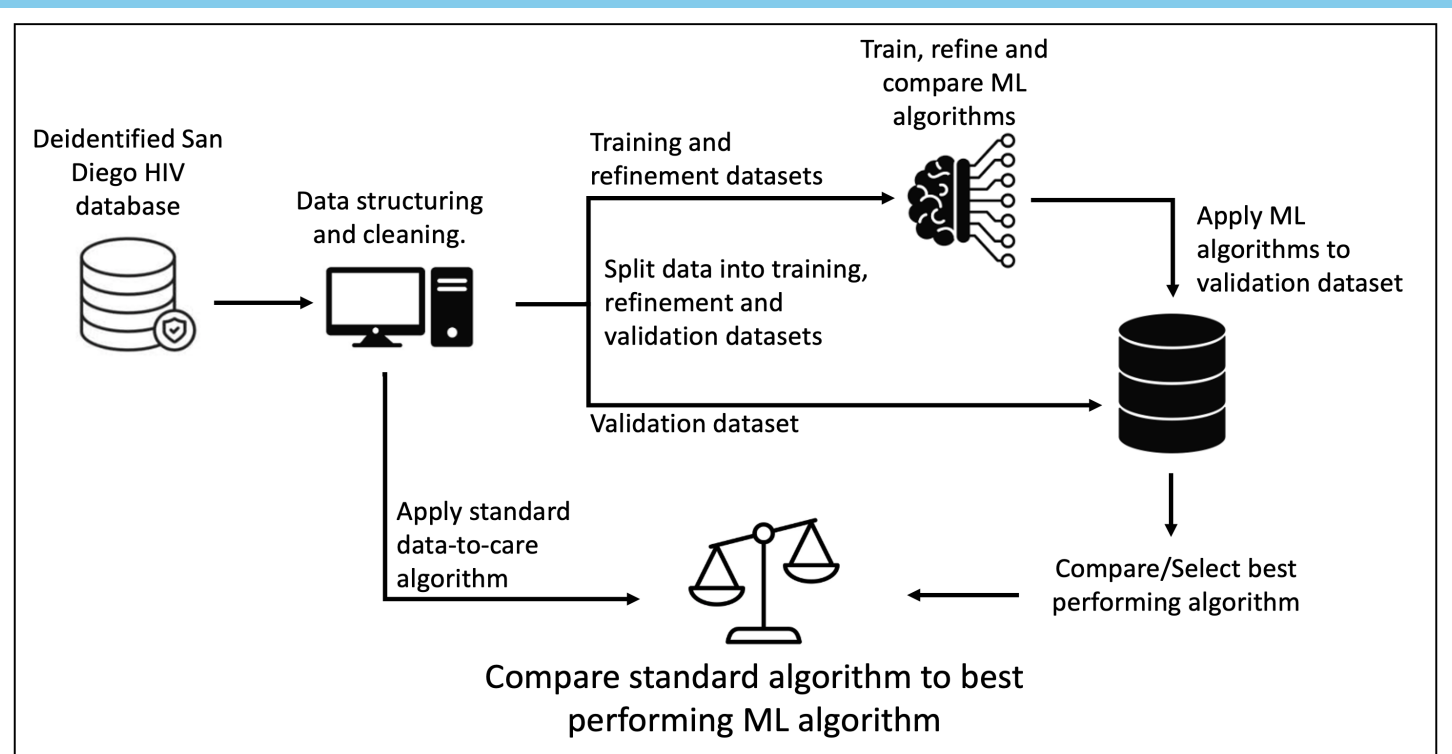 Deidentified San
Diego HIV
database
Data structuring
and cleaning.
Training and
refinement datasets
Split data into training,
refinement and
validation datasets
Validation dataset
Train, refine and
compare ML
algorithms
Apply ML
algorithms to
validation dataset
Apply standard
data-to-care
algorithm
Compare/Select best
performing algorithm
Compare standard algorithm to best
performing ML algorithm